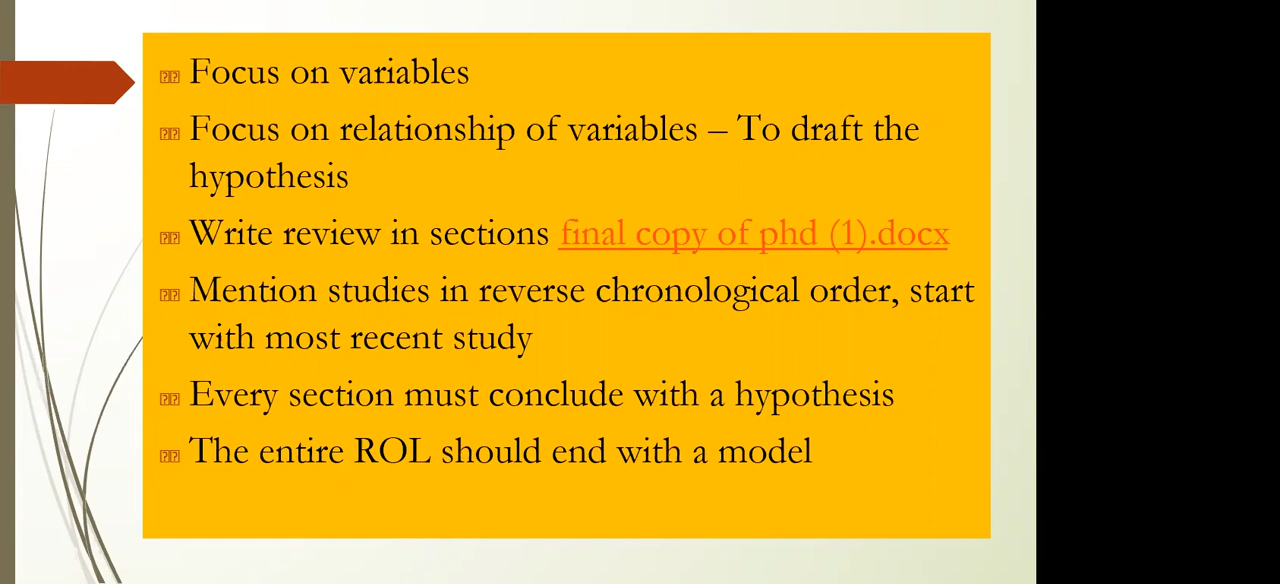 Focus on variables
Focus on relationship of variables – To draft the
hypothesis
Write review in sections final copy of phd (1).docx
Mention studies in reverse chronological order, start
with most recent study
Every section must conclude with a hypothesis
The entire ROL should end with a model